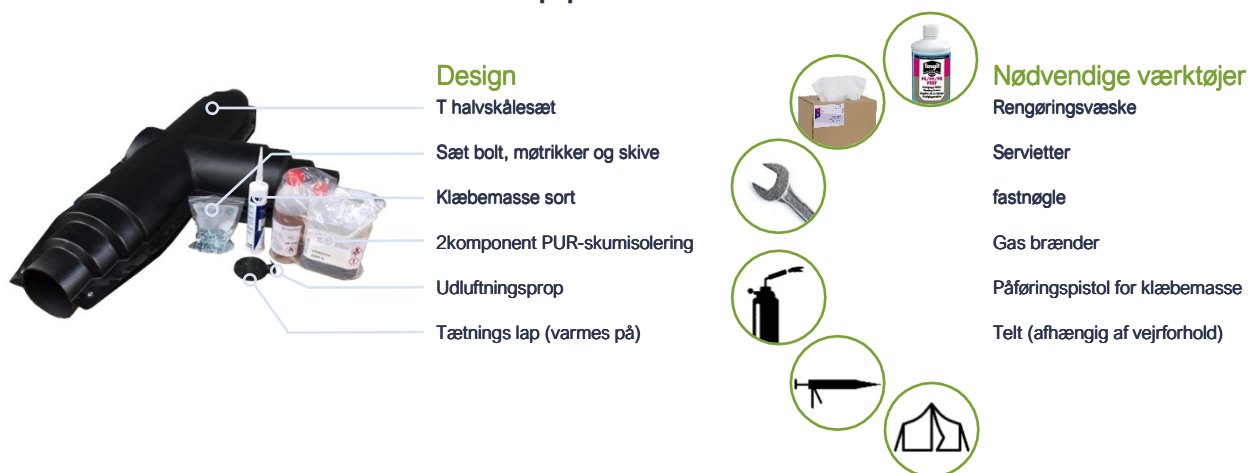 Design
T halvskålesæt
Sæt bolt, møtrikker og skive
Klæbemasse sort
2komponent PUR-skumisolering
Udluftningsprop
Tætnings lap (varmes på)
Nødvendige værktøjer
Rengøringsvæske
Servietter
fastnøgle
Gas brænder
Påføringspistol for klæbemasse
Telt (afhængig af vejrforhold)
Tangit